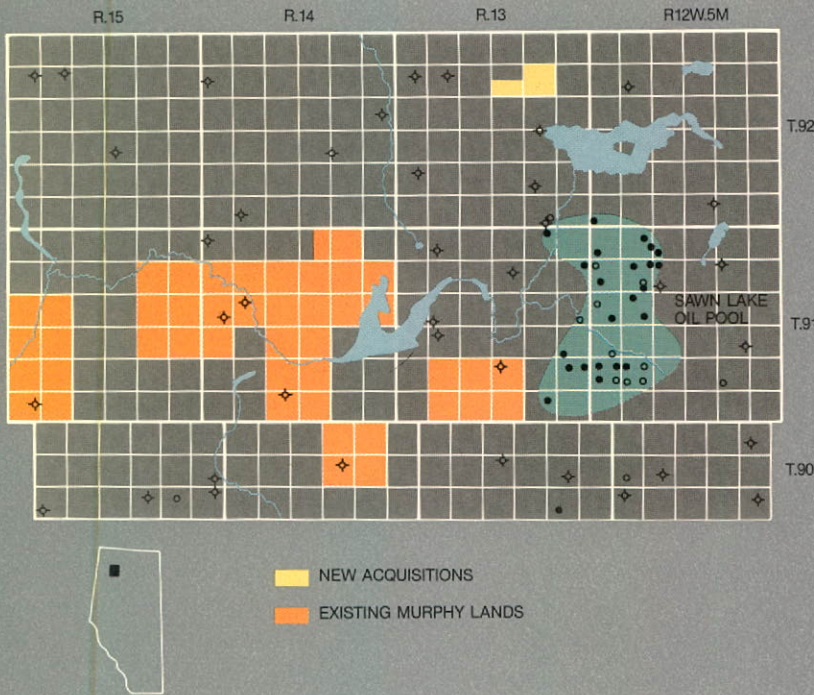 R.15 R.14 R.13 R12W.5M
T.92
SAWN LAKE
OIL POOL
T.91
T.90
NEW ACQUISITIONS
EXISTING MURPHY LANDS